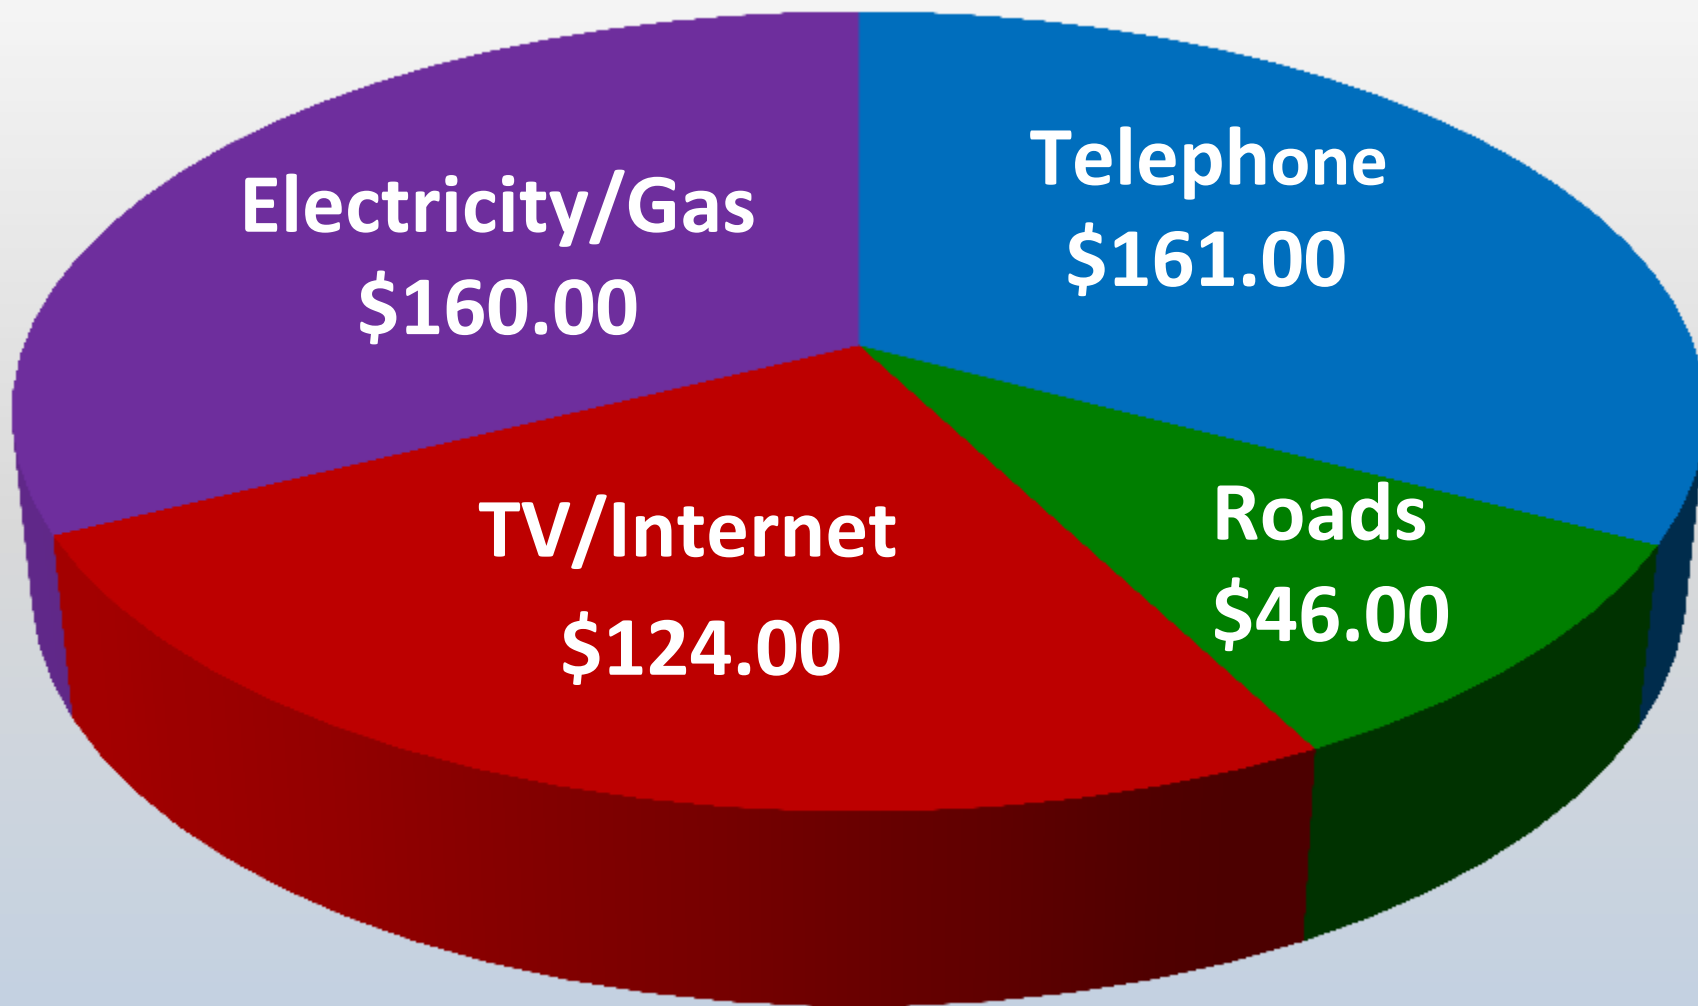 Electricity/Gas
$160.00
Telephone
$161.00
TV/Internet
$124.00
Roads
$46.00